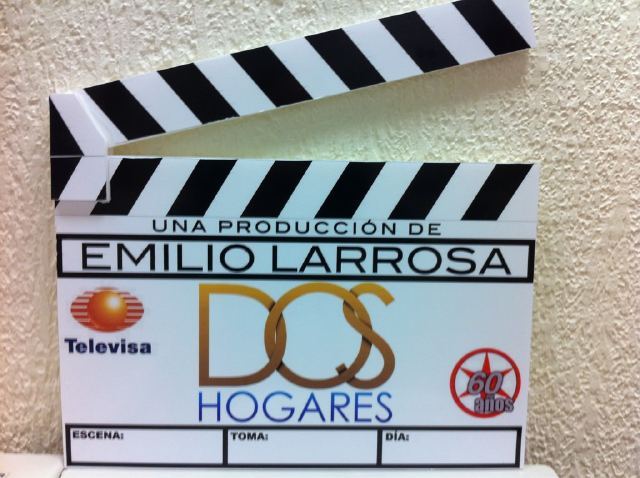 UNA PRODUCCIÓN DE
EMILIO LARROSA
Televisa
DOS
HOGARES
60
años
ESCENA: TOMA: DÍA: